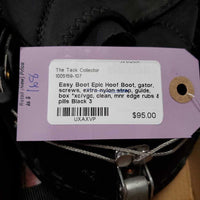 The Tack Collector
1005159-107
Easy Boot Epic Hoof Boot, gator,
screws, extra nylon strap, guide,
box *xc/vgc, clean, mnr edge rubs &
pills Black 3
UXAXVP
$95.00